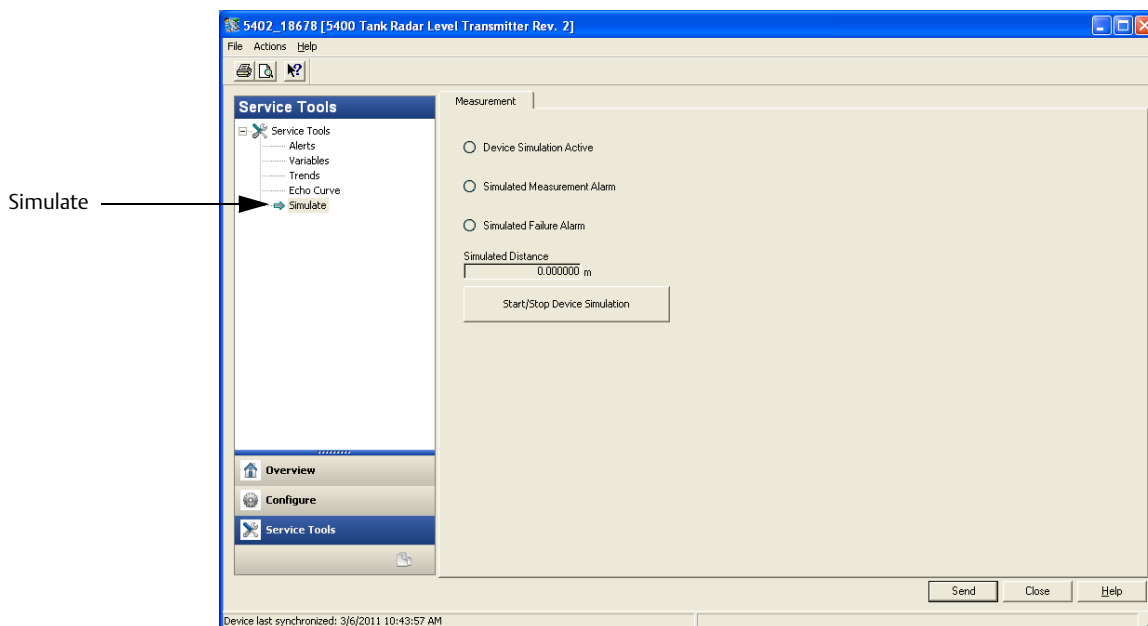 5402_18678 [5400 Tank Radar Level Transmitter Rev. 2]
File Actions Help
Service Tools
Service Tools
Alerts
Variables
Trends
Echo Curve
Simulate
Simulate
Overview
Configure
Service Tools
Measurement
Device Simulation Active
Simulated Measurement Alarm
Simulated Failure Alarm
Simulated Distance
0.000000 m
Start/Stop Device Simulation
Send Close Help
Device last synchronized: 3/6/2011 10:43:57 AM